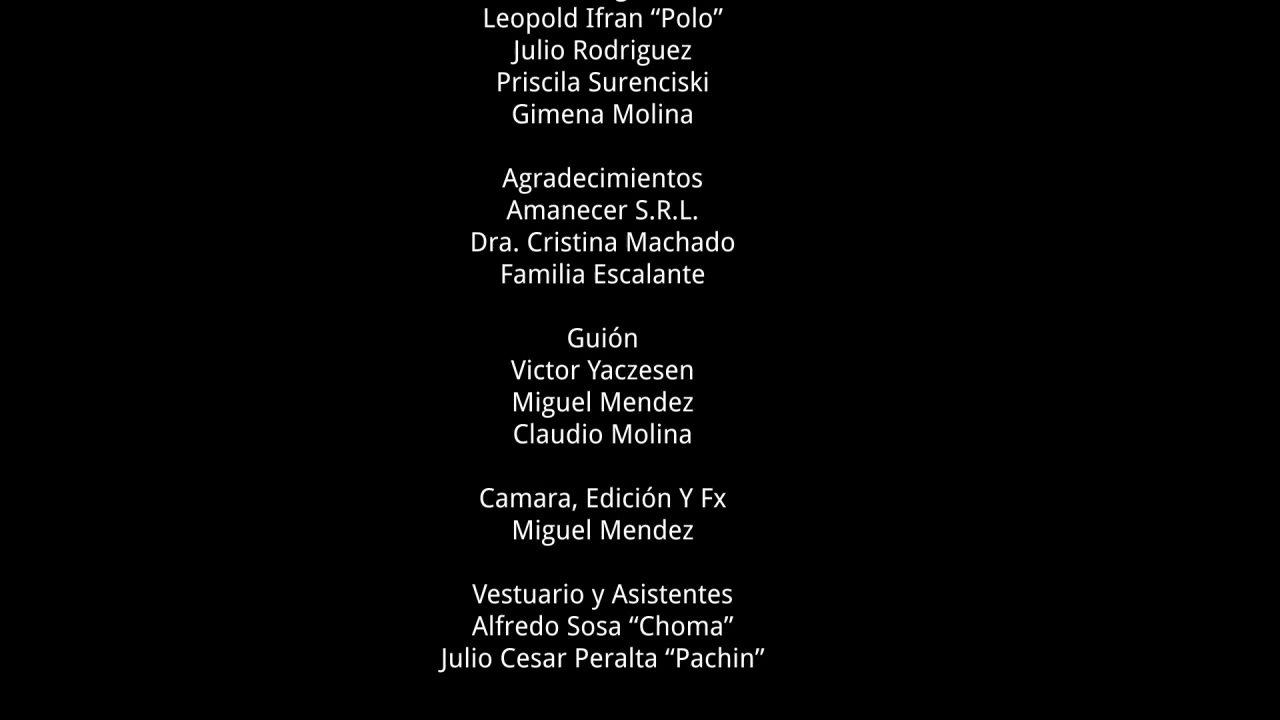 Leopold Ifran “Polo”
Julio Rodriguez
Priscila Surenciski
Gimena Molina
Agradecimientos
Amanecer S.R.L.
Dra. Cristina Machado
Familia Escalante
Guión
Victor Yaczesen
Miguel Mendez
Claudio Molina
Camara, Edición Y Fx
Miguel Mendez
Vestuario y Asistentes
Alfredo Sosa “Choma”
Julio Cesar Peralta “Pachin”